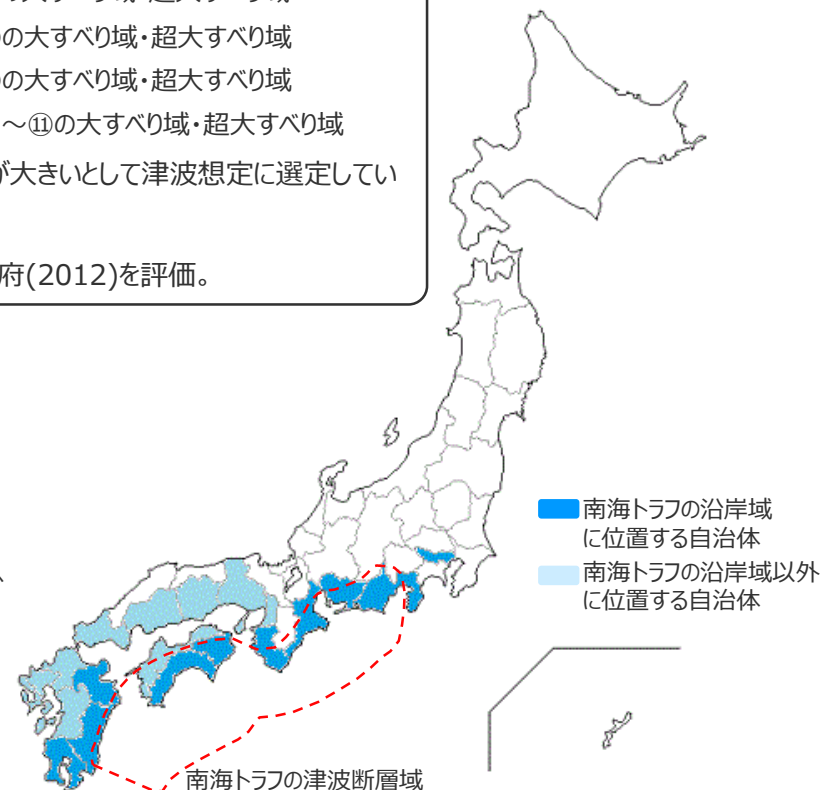 の大すべり域・超大すべり域
の大すべり域・超大すべり域
～⑪の大すべり域・超大すべり域
が大きいとして津波想定に選定してい
府(2012)を評価。
南海トラフの沿岸域
に位置する自治体
南海トラフの沿岸域以外
に位置する自治体
南海トラフの津波断層域